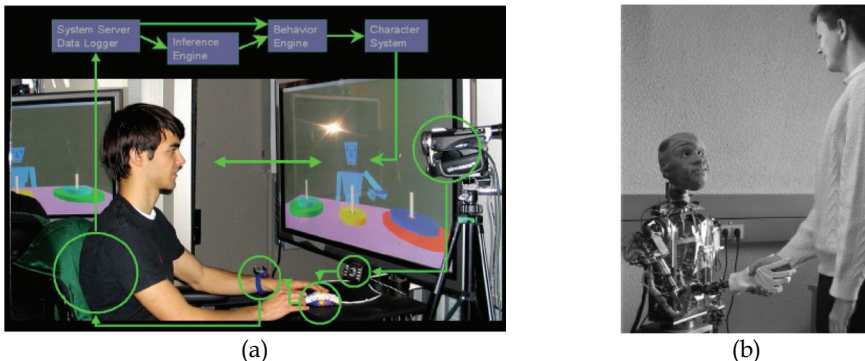 System Server
Data Logger
Inference
Engine
Behavior
Engine
Character
System
(a)
(b)